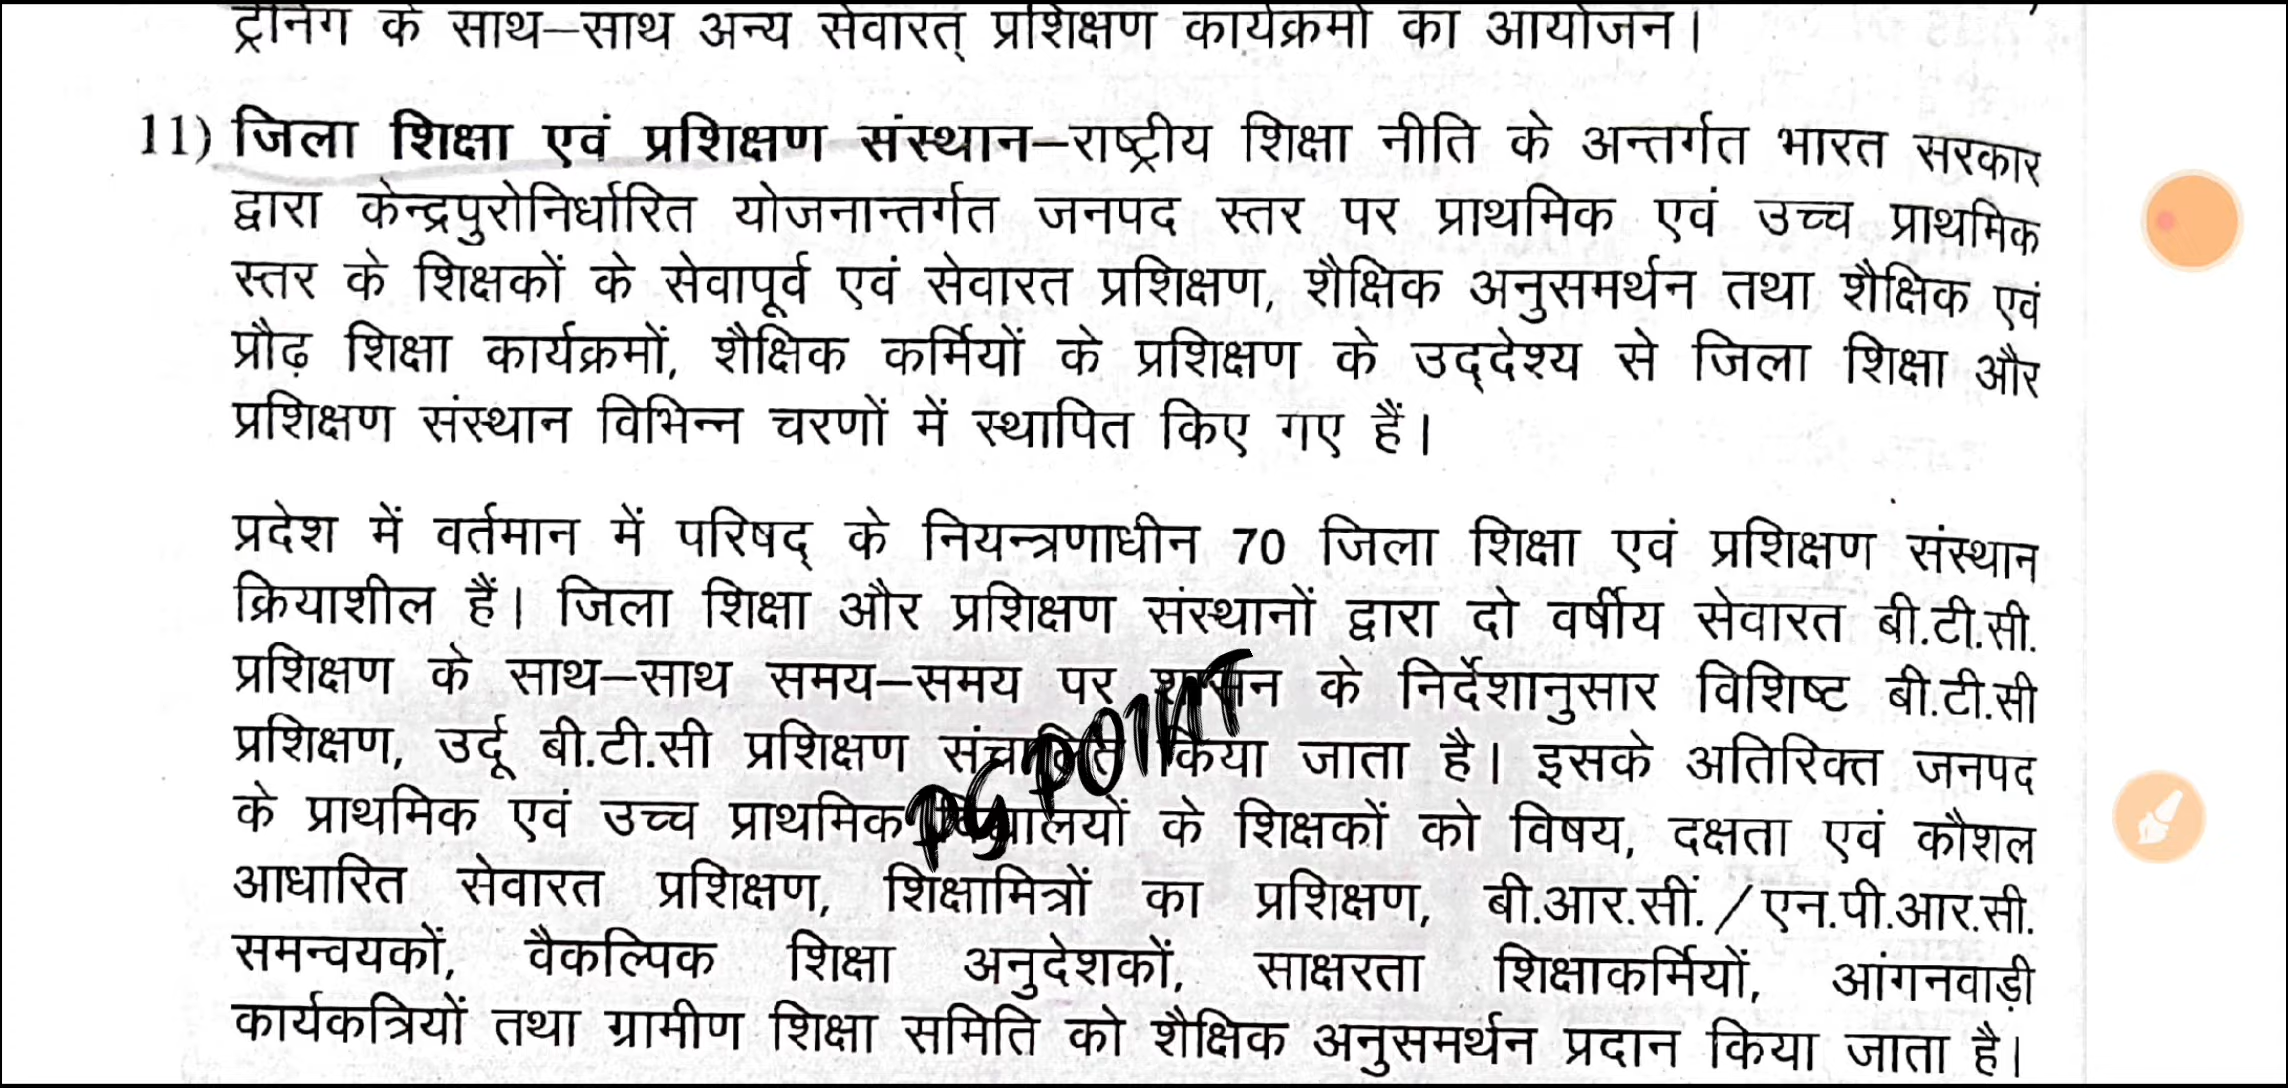 ट्रेनिंग के साथ–साथ अन्य सेवारत् प्रशिक्षण कार्यक्रमों का आयोजन।
11) जिला शिक्षा एवं प्रशिक्षण संस्थान–राष्ट्रीय शिक्षा नीति के अन्तर्गत भारत सरकार
द्वारा केन्द्रपुरोनिर्धारित योजनान्तर्गत जनपद स्तर पर प्राथमिक एवं उच्च प्राथमिक
स्तर के शिक्षकों के सेवापूर्व एवं सेवारत प्रशिक्षण, शैक्षिक अनुसमर्थन तथा शैक्षिक एवं
प्रौढ़ शिक्षा कार्यक्रमों, शैक्षिक कर्मियों के प्रशिक्षण के उद्देश्य से जिला शिक्षा और
प्रशिक्षण संस्थान विभिन्न चरणों में स्थापित किए गए हैं।
प्रदेश में वर्तमान में परिषद् के नियन्त्रणाधीन 70 जिला शिक्षा एवं प्रशिक्षण संस्थान
क्रियाशील हैं। जिला शिक्षा और प्रशिक्षण संस्थानों द्वारा दो वर्षीय सेवारत बी.टी.सी.
प्रशिक्षण के साथ–साथ समय–समय पर शासन के निर्देशानुसार विशिष्ट बी.टी.सी
प्रशिक्षण, उर्दू बी.टी.सी प्रशिक्षण संचालित किया जाता है। इसके अतिरिक्त जनपद
के प्राथमिक एवं उच्च प्राथमिक विद्यालयों के शिक्षकों को विषय, दक्षता एवं कौशल
आधारित सेवारत प्रशिक्षण, शिक्षामित्रों का प्रशिक्षण, बी.आर.सीं./एन.पी.आर.सी.
समन्वयकों, वैकल्पिक शिक्षा अनुदेशकों, साक्षरता शिक्षाकर्मियों, आंगनवाड़ी
कार्यकत्रियों तथा ग्रामीण शिक्षा समिति को शैक्षिक अनुसमर्थन प्रदान किया जाता है।
PG POINT